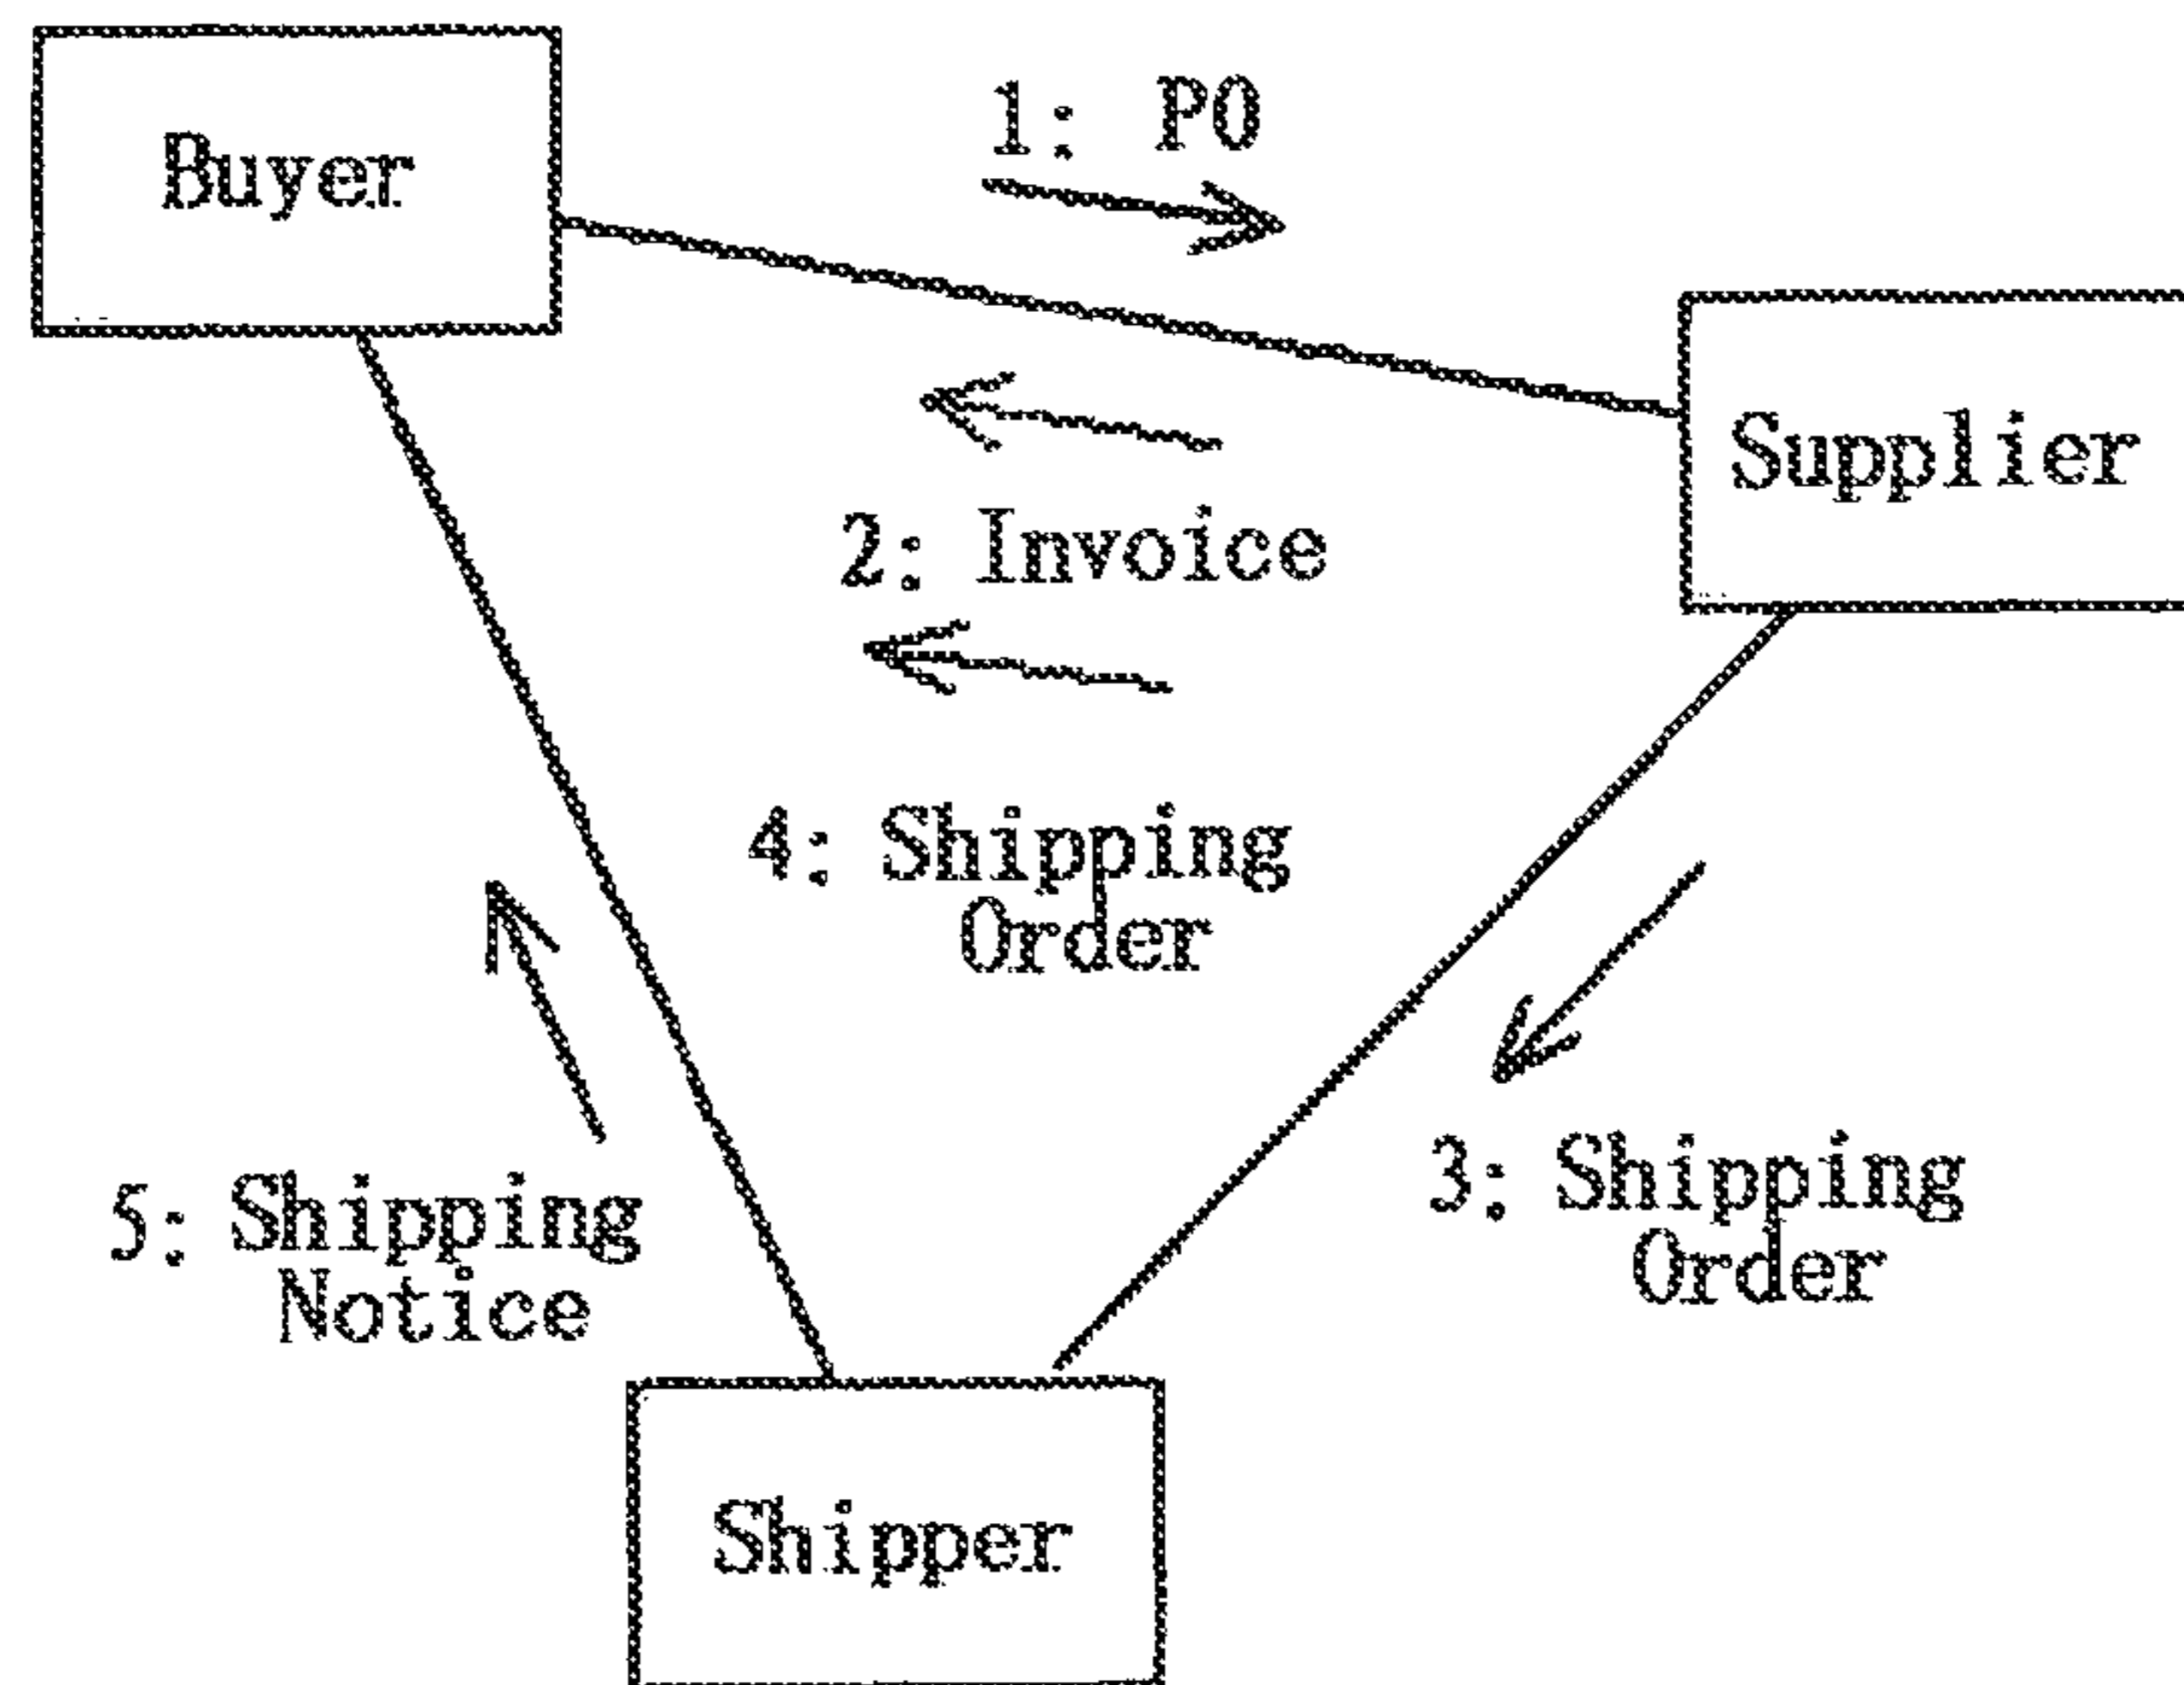 Buyer
1: PO
Supplier
2: Invoice
4: Shipping
Order
3: Shipping
Order
5: Shipping
Notice
Shipper